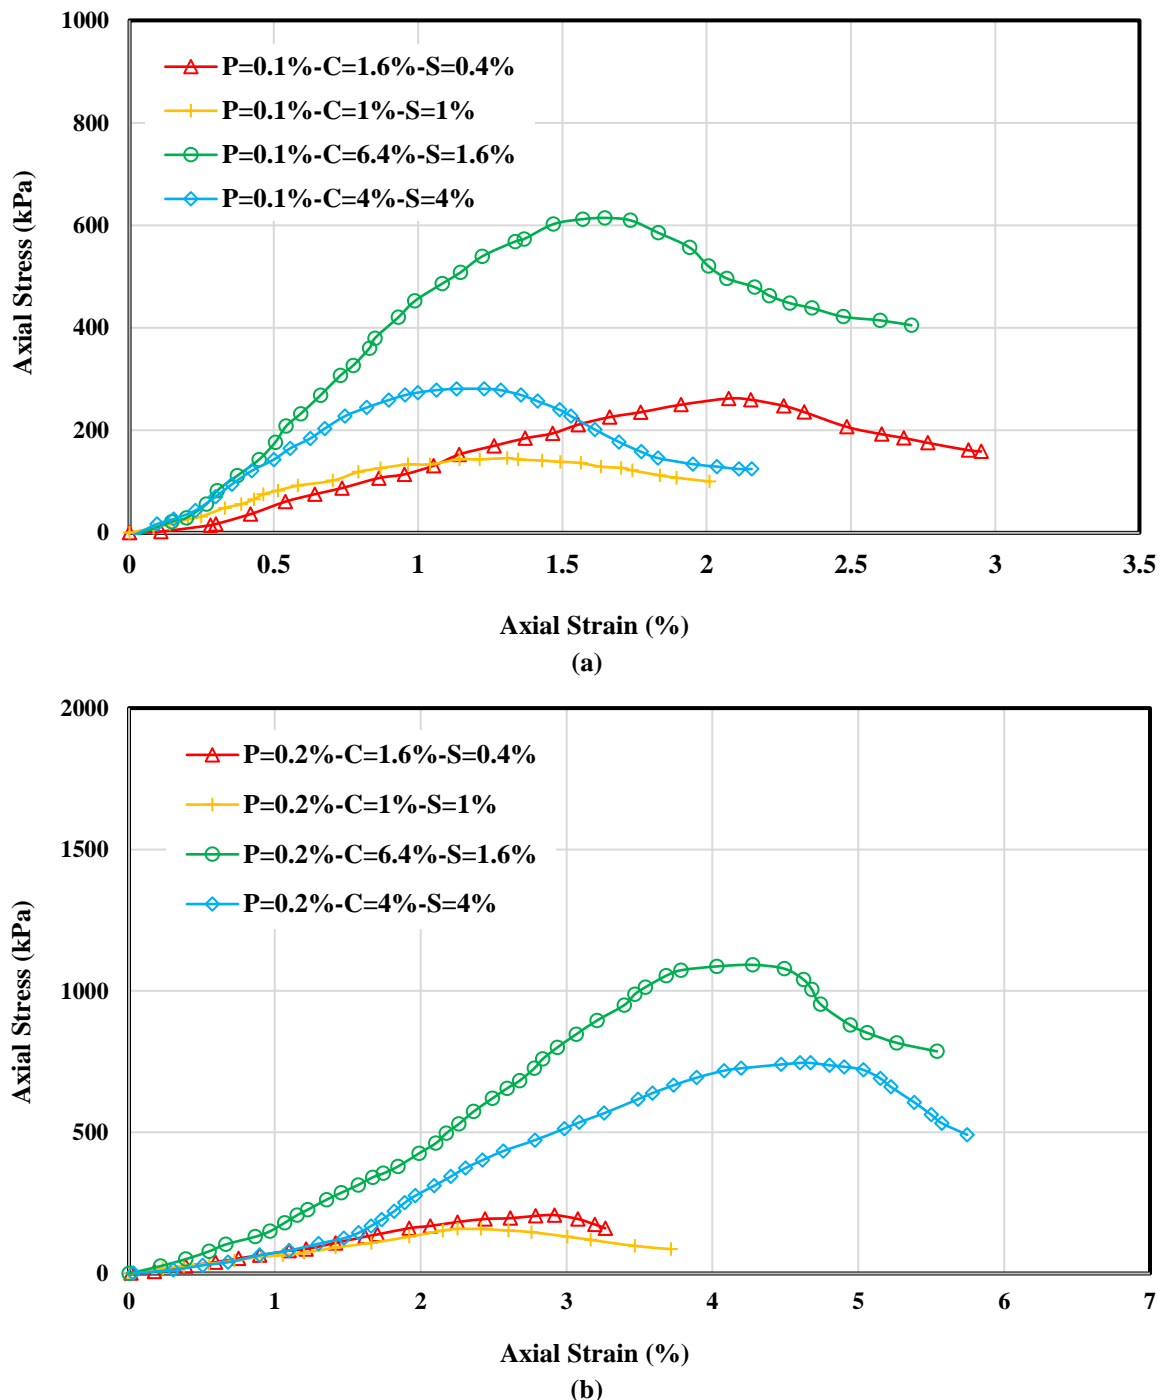 1000
800
600
400
200
0
Axial Stress (kPa)
P=0.1%-C=1.6%-S=0.4%
P=0.1%-C=1%-S=1%
P=0.1%-C=6.4%-S=1.6%
P=0.1%-C=4%-S=4%
0 0.5 1 1.5 2 2.5 3 3.5
Axial Strain (%)
(a)
2000
1500
1000
500
0
Axial Stress (kPa)
P=0.2%-C=1.6%-S=0.4%
P=0.2%-C=1%-S=1%
P=0.2%-C=6.4%-S=1.6%
P=0.2%-C=4%-S=4%
0 1 2 3 4 5 6 7
Axial Strain (%)
(b)